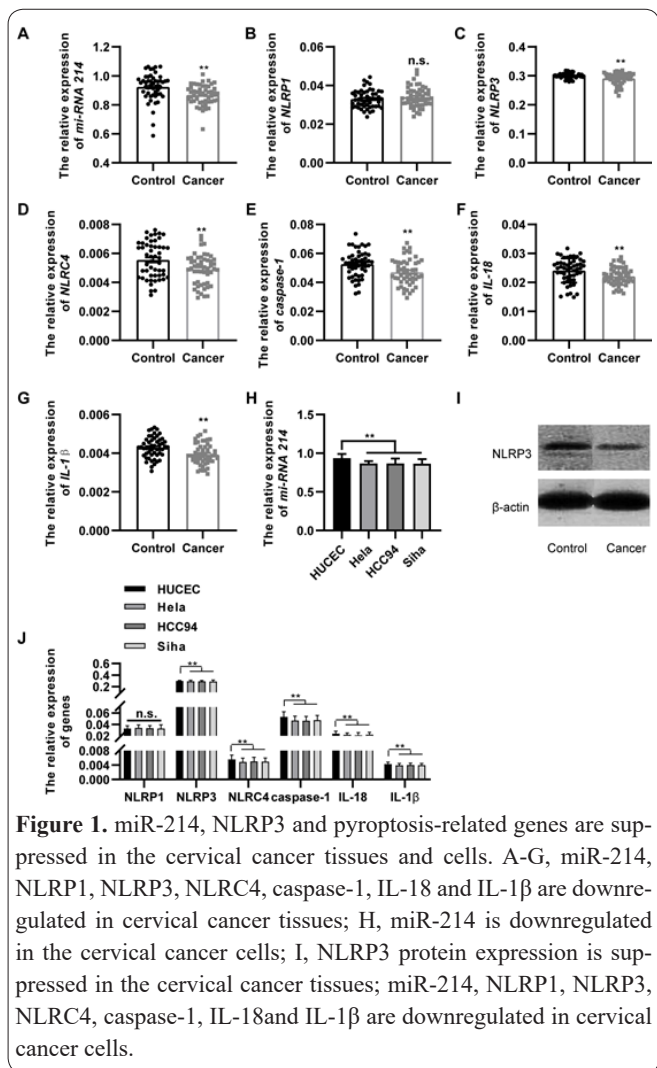 A
The relative expression
of mi-RNA 214
1.2
1.0
0.8
0.6
0.4
**
Control Cancer
B
The relative expression
of NLRP1
0.06
0.04
0.02
0.00
n.s.
Control Cancer
C
The relative expression
of NLRP3
0.4
0.3
0.2
0.1
0.0
**
Control Cancer
D
The relative expression
of NLRC4
0.008
0.006
0.004
0.002
0.000
**
Control Cancer
E
The relative expression
of caspase-1
0.08
0.06
0.04
0.02
0.00
**
Control Cancer
F
The relative expression
of IL-18
0.04
0.03
0.02
0.01
0.00
**
Control Cancer
G
The relative expression
of IL-1β
0.006
0.004
0.002
0.000
**
Control Cancer
H
The relative expression
of mi-RNA 214
1.5
1.0
0.5
0.0
**
HUCEC
Hela
HCC94
Siha
I
NLRP3
β-actin
Control Cancer
HUCEC
Hela
HCC94
Siha
J
The relative expression
of genes
0.6
0.4
0.2
0.06
0.04
0.02
0.008
0.004
0.000
n.s.
**
**
**
**
**
NLRP1 NLRP3 NLRC4 caspase-1 IL-18 IL-1β
Figure 1. miR-214, NLRP3 and pyroptosis-related genes are sup-
pressed in the cervical cancer tissues and cells. A-G, miR-214,
NLRP1, NLRP3, NLRC4, caspase-1, IL-18 and IL-1β are downre-
gulated in cervical cancer tissues; H, miR-214 is downregulated
in the cervical cancer cells; I, NLRP3 protein expression is sup-
pressed in the cervical cancer tissues; miR-214, NLRP1, NLRP3,
NLRC4, caspase-1, IL-18and IL-1β are downregulated in cervical
cancer cells.